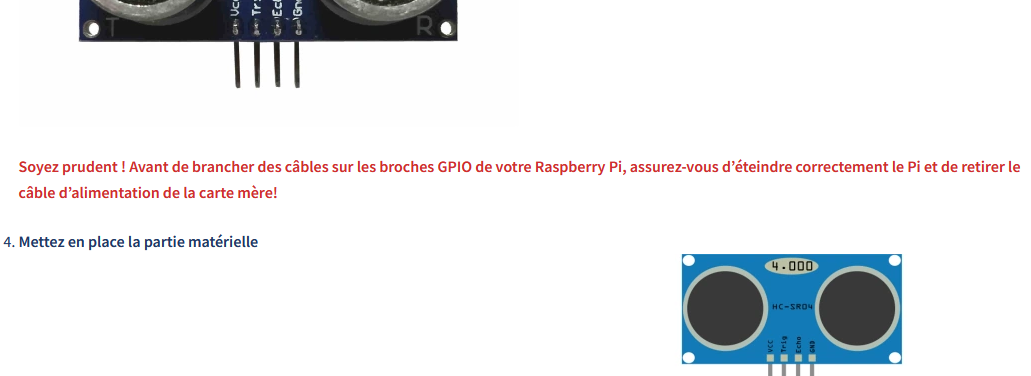 Vcc
Gnd
T
R
Soyez prudent ! Avant de brancher des câbles sur les broches GPIO de votre Raspberry Pi, assurez-vous d’éteindre correctement le Pi et de retirer le
câble d’alimentation de la carte mère!
4. Mettez en place la partie matérielle
4.000
HC-SR04
VCC
Trig
Echo
GND